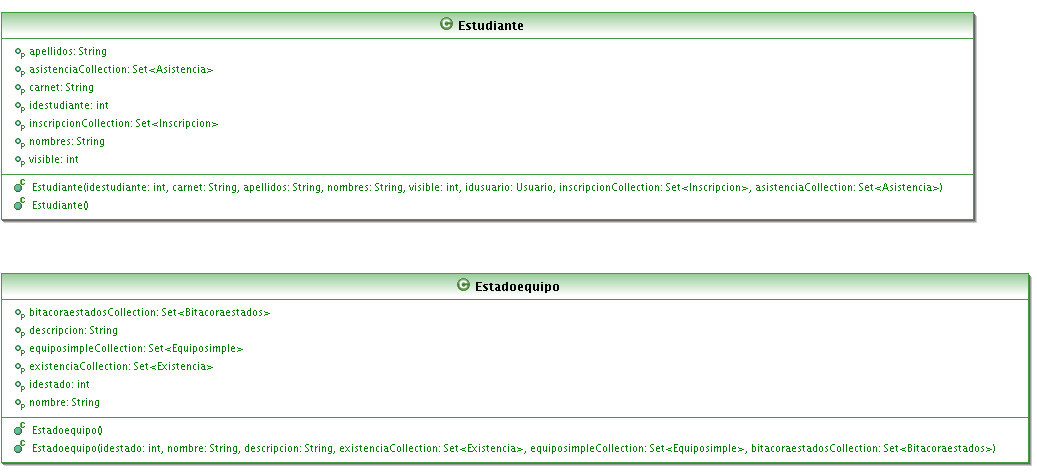 Estudiante
apellidos: String
asistenciaCollection: Set<Asistencia>
carnet: String
idestudiante: int
inscripcionCollection: Set<Inscripcion>
nombres: String
visible: int
Estudiante(idestudiante: int, carnet: String, apellidos: String, nombres: String, visible: int, idusuario: Usuario, inscripcionCollection: Set<Inscripcion>, asistenciaCollection: Set<Asistencia>)
Estudiante()
Estadoequipo
bitacoraestadosCollection: Set<Bitacoraestados>
descripcion: String
equiposimpleCollection: Set<Equiposimple>
existenciaCollection: Set<Existencia>
idestado: int
nombre: String
Estadoequipo()
Estadoequipo(idestado: int, nombre: String, descripcion: String, existenciaCollection: Set<Existencia>, equiposimpleCollection: Set<Equiposimple>, bitacoraestadosCollection: Set<Bitacoraestados>)